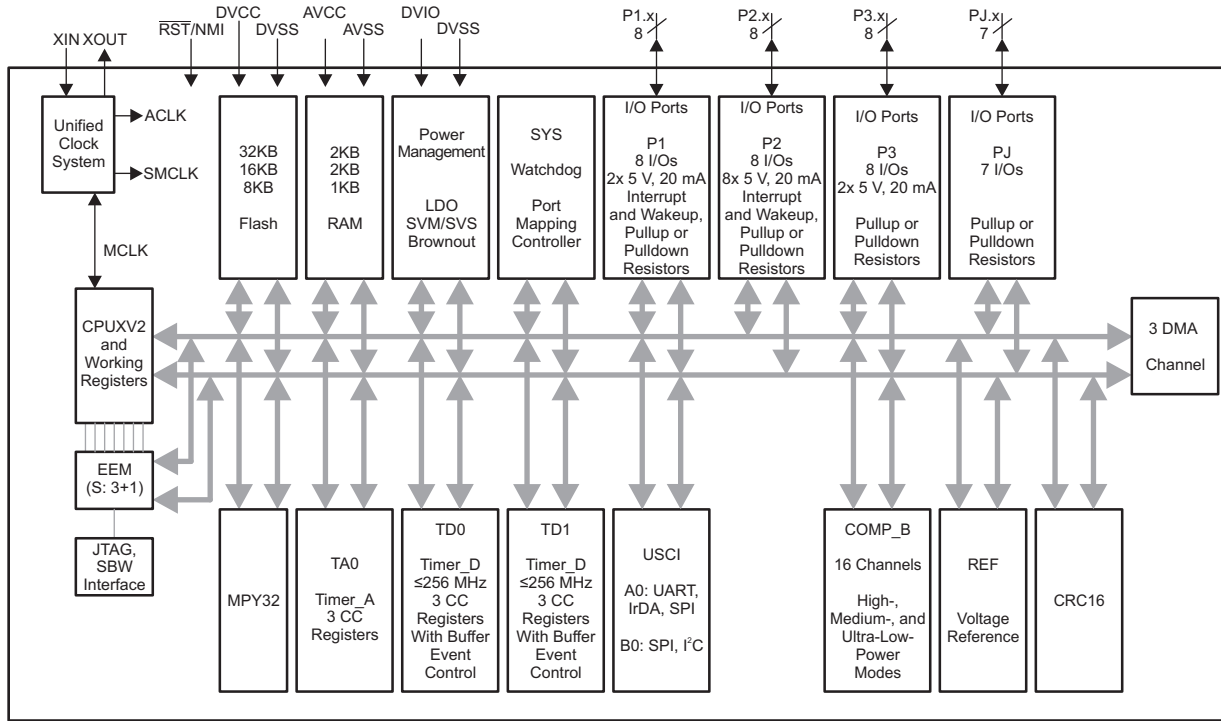 XIN XOUT
RST/NMI
DVCC
DVSS
AVCC
AVSS
DVIO
DVSS
P1.x
8
P2.x
8
P3.x
8
PJ.x
7
Unified
Clock
System
ACLK
SMCLK
MCLK
32KB
16KB
8KB
Flash
2KB
2KB
1KB
RAM
Power
Management
LDO
SVM/SVS
Brownout
SYS
Watchdog
Port
Mapping
Controller
I/O Ports
P1
8 I/Os
2x 5 V, 20 mA
Interrupt
and Wakeup,
Pullup or
Pulldown
Resistors
I/O Ports
P2
8 I/Os
8x 5 V, 20 mA
Interrupt
and Wakeup,
Pullup or
Pulldown
Resistors
I/O Ports
P3
8 I/Os
2x 5 V, 20 mA
Pullup or
Pulldown
Resistors
I/O Ports
PJ
7 I/Os
Pullup or
Pulldown
Resistors
CPUXV2
and
Working
Registers
3 DMA
Channel
EEM
(S: 3+1)
JTAG,
SBW
Interface
MPY32
TA0
Timer_A
3 CC
Registers
TD0
Timer_D
≤256 MHz
3 CC
Registers
With Buffer
Event
Control
TD1
Timer_D
≤256 MHz
3 CC
Registers
With Buffer
Event
Control
USCI
A0: UART,
IrDA, SPI
B0: SPI, I²C
COMP_B
16 Channels
High-,
Medium-, and
Ultra-Low-
Power
Modes
REF
Voltage
Reference
CRC16